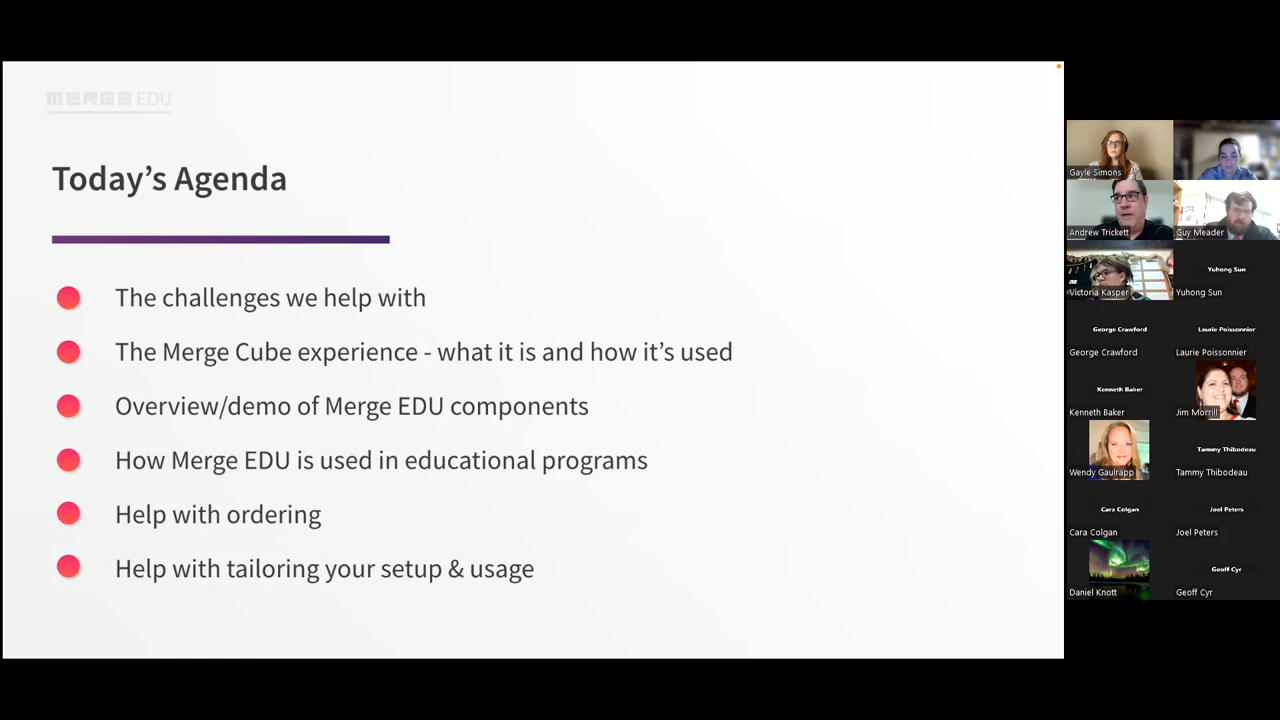 MERGE EDU
Today’s Agenda
The challenges we help with
The Merge Cube experience - what it is and how it’s used
Overview/demo of Merge EDU components
How Merge EDU is used in educational programs
Help with ordering
Help with tailoring your setup & usage
Gayle Simons
Andrew Trickett
Guy Meader
Victoria Kasper
Yuhong Sun
Yuhong Sun
George Crawford
George Crawford
Laurie Poissonnier
Laurie Poissonnier
Kenneth Baker
Kenneth Baker
Jim Morrill
Wendy Gaulrapp
Tammy Thibodeau
Tammy Thibodeau
Cara Colgan
Cara Colgan
Joel Peters
Joel Peters
Daniel Knott
Geoff Cyr
Geoff Cyr